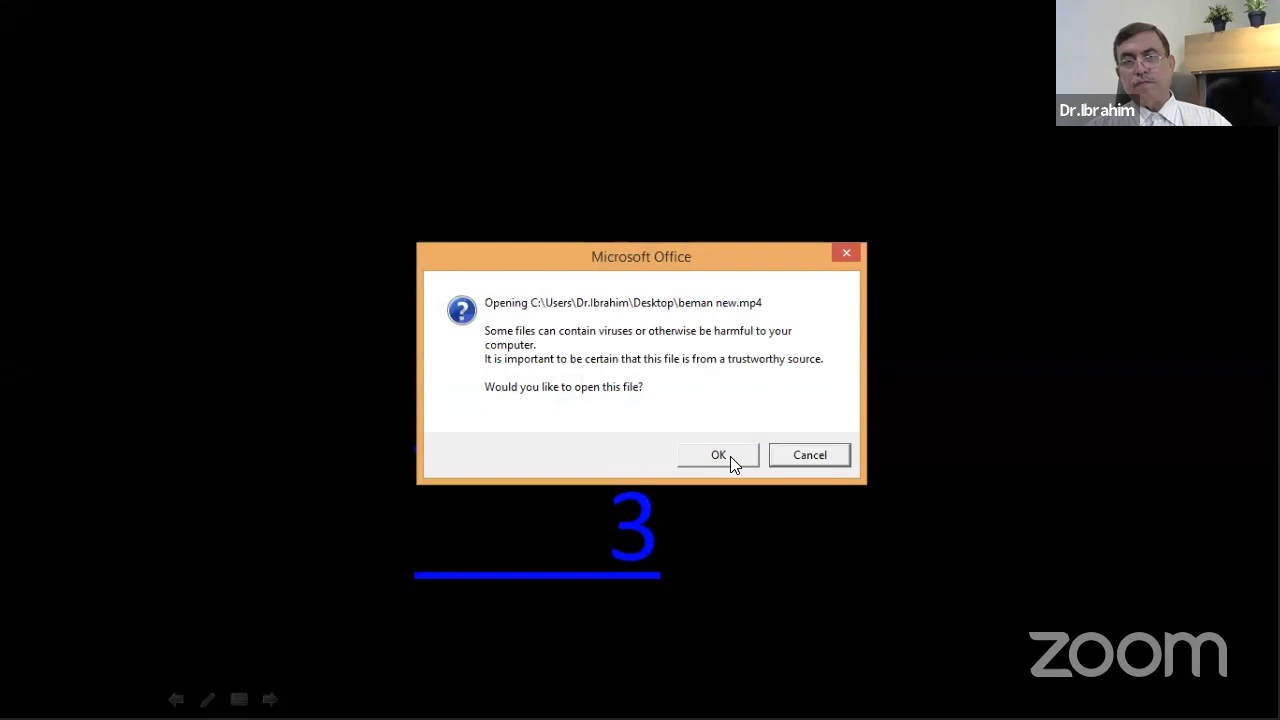 Dr.Ibrahim
Microsoft Office
Opening C:\Users\Dr.Ibrahim\Desktop\beman new.mp4
Some files can contain viruses or otherwise be harmful to your
computer.
It is important to be certain that this file is from a trustworthy source.
Would you like to open this file?
OK Cancel
3
zoom